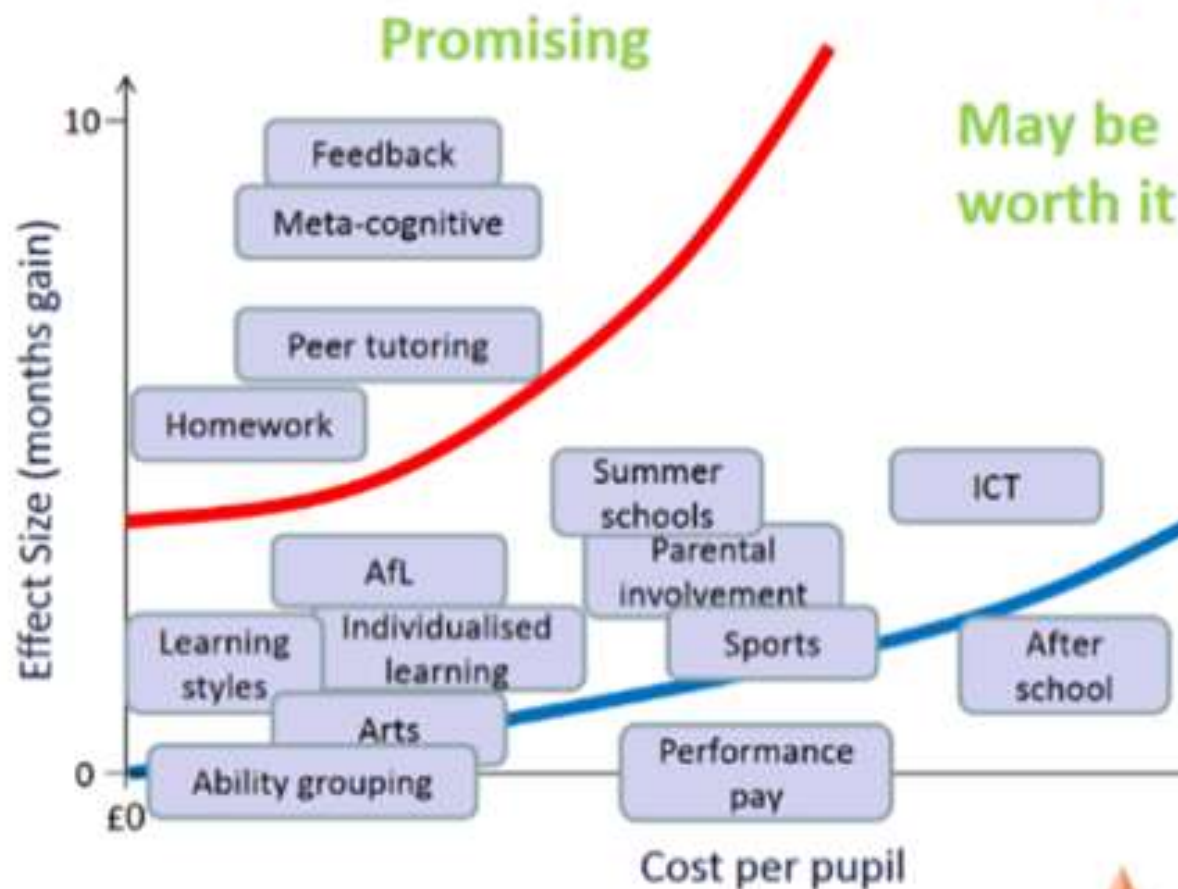 Promising
May be
worth it
10
Feedback
Meta-cognitive
Peer tutoring
Homework
Summer
schools
ICT
AfL
Parental
involvement
Learning
styles
Individualised
learning
Sports
After
school
Arts
Ability grouping
Performance
pay
0
£0
Effect Size (months gain)
Cost per pupil